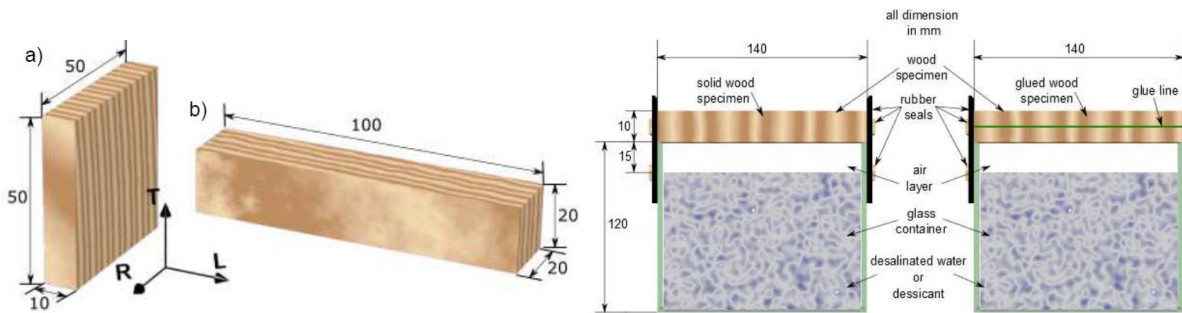 a)
50
50
10
T
R
L
b)
100
20
20
all dimension
in mm
140
140
wood
specimen
solid wood
specimen
glued wood
specimen
glue line
rubber
seals
10
15
120
air
layer
glass
container
desalinated water
or
dessicant